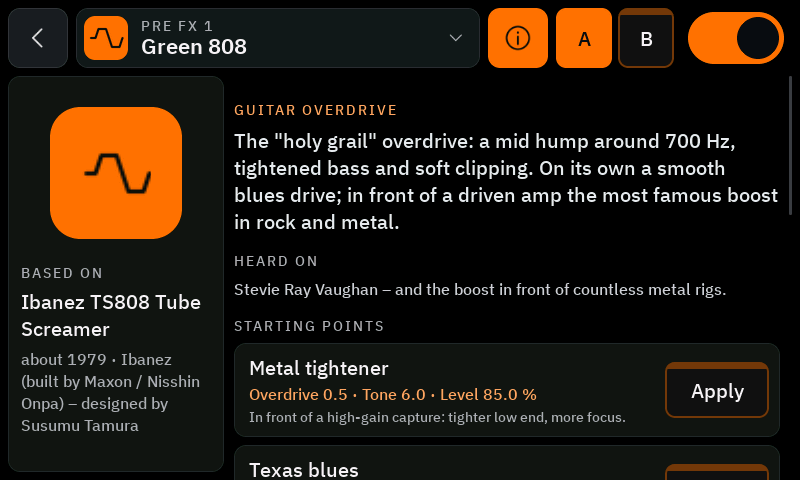 PRE FX 1
Green 808
A
B
BASED ON
Ibanez TS808 Tube
Screamer
about 1979 · Ibanez
(built by Maxon / Nisshin
Onpa) – designed by
Susumu Tamura
GUITAR OVERDRIVE
The "holy grail" overdrive: a mid hump around 700 Hz,
tightened bass and soft clipping. On its own a smooth
blues drive; in front of a driven amp the most famous boost
in rock and metal.
HEARD ON
Stevie Ray Vaughan – and the boost in front of countless metal rigs.
STARTING POINTS
Metal tightener
Overdrive 0.5 · Tone 6.0 · Level 85.0 %
In front of a high-gain capture: tighter low end, more focus.
Apply
Texas blues